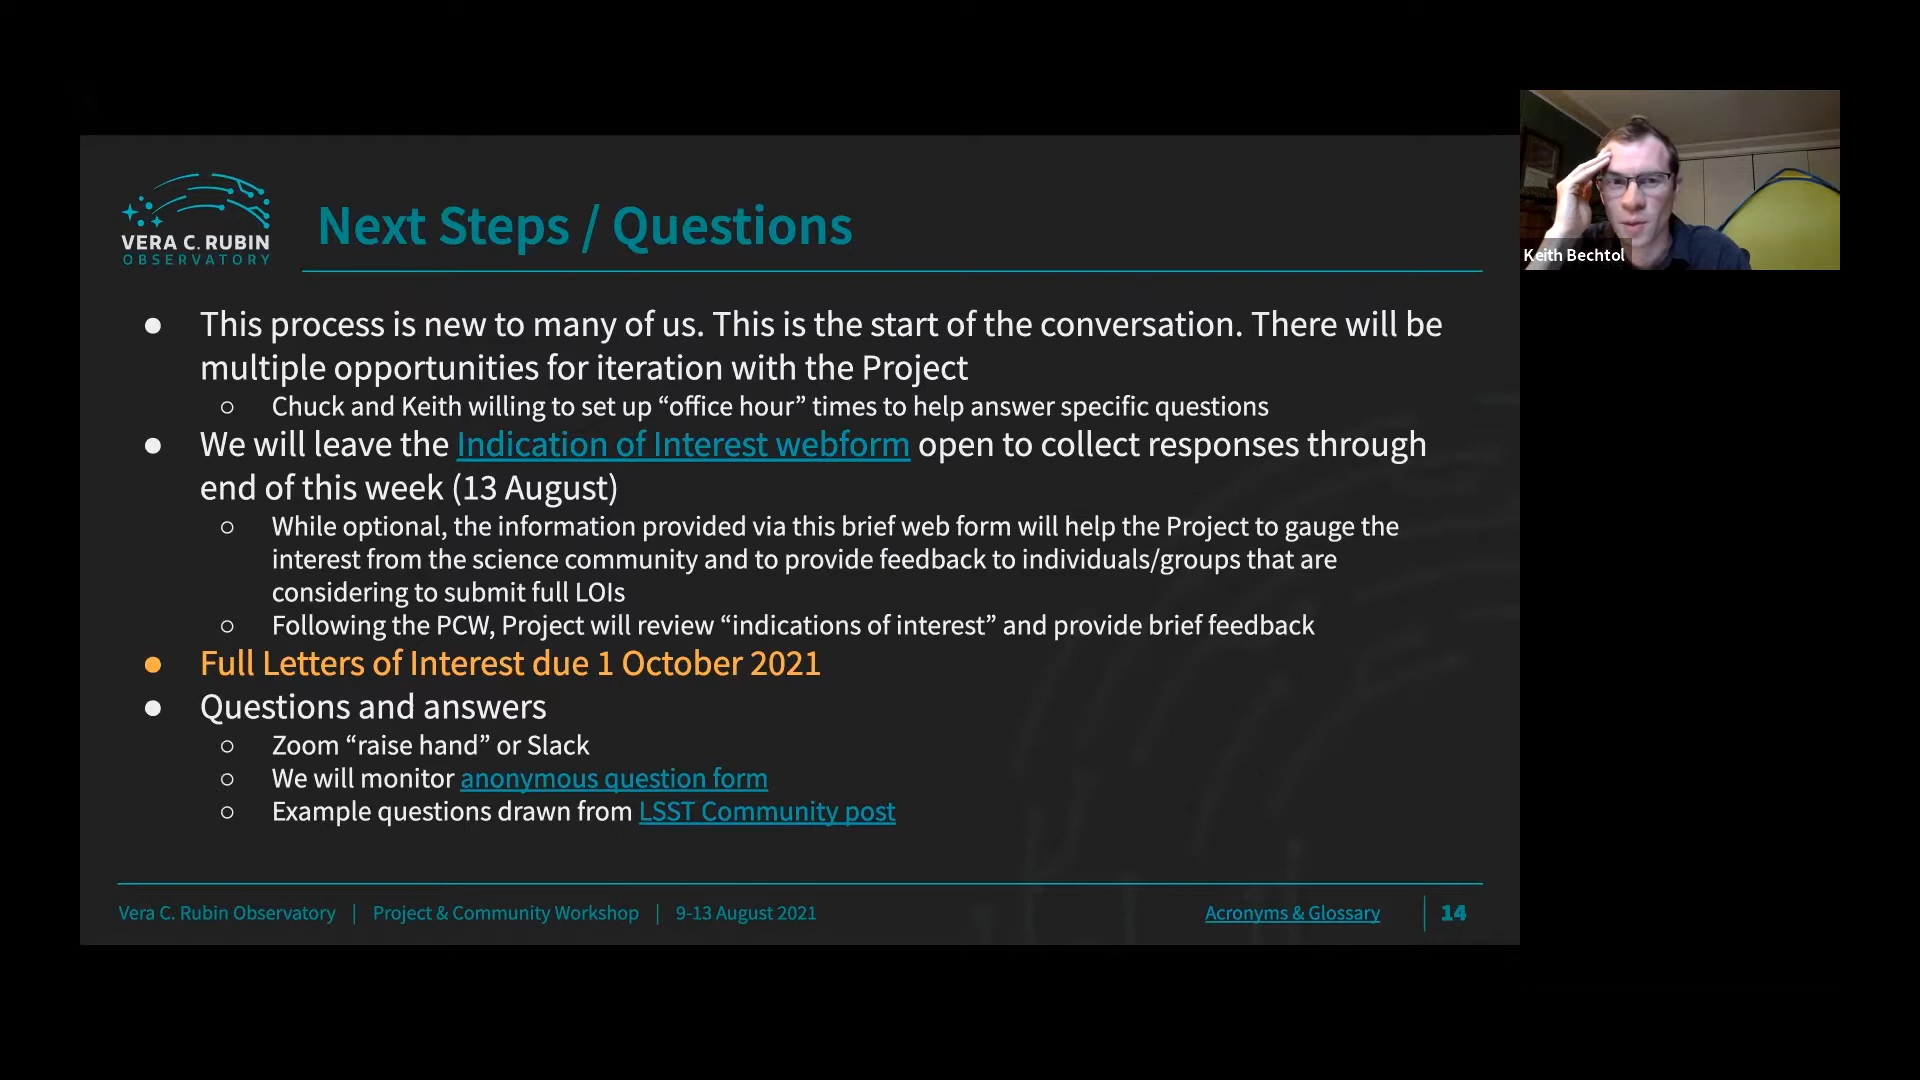 VERA C. RUBIN
OBSERVATORY
Next Steps / Questions
Keith Bechtol
● This process is new to many of us. This is the start of the conversation. There will be
multiple opportunities for iteration with the Project
○ Chuck and Keith willing to set up “office hour” times to help answer specific questions
● We will leave the Indication of Interest webform open to collect responses through
end of this week (13 August)
○ While optional, the information provided via this brief web form will help the Project to gauge the
interest from the science community and to provide feedback to individuals/groups that are
considering to submit full LOIs
○ Following the PCW, Project will review “indications of interest” and provide brief feedback
● Full Letters of Interest due 1 October 2021
● Questions and answers
○ Zoom “raise hand” or Slack
○ We will monitor anonymous question form
○ Example questions drawn from LSST Community post
Vera C. Rubin Observatory | Project & Community Workshop | 9-13 August 2021 Acronyms & Glossary | 14